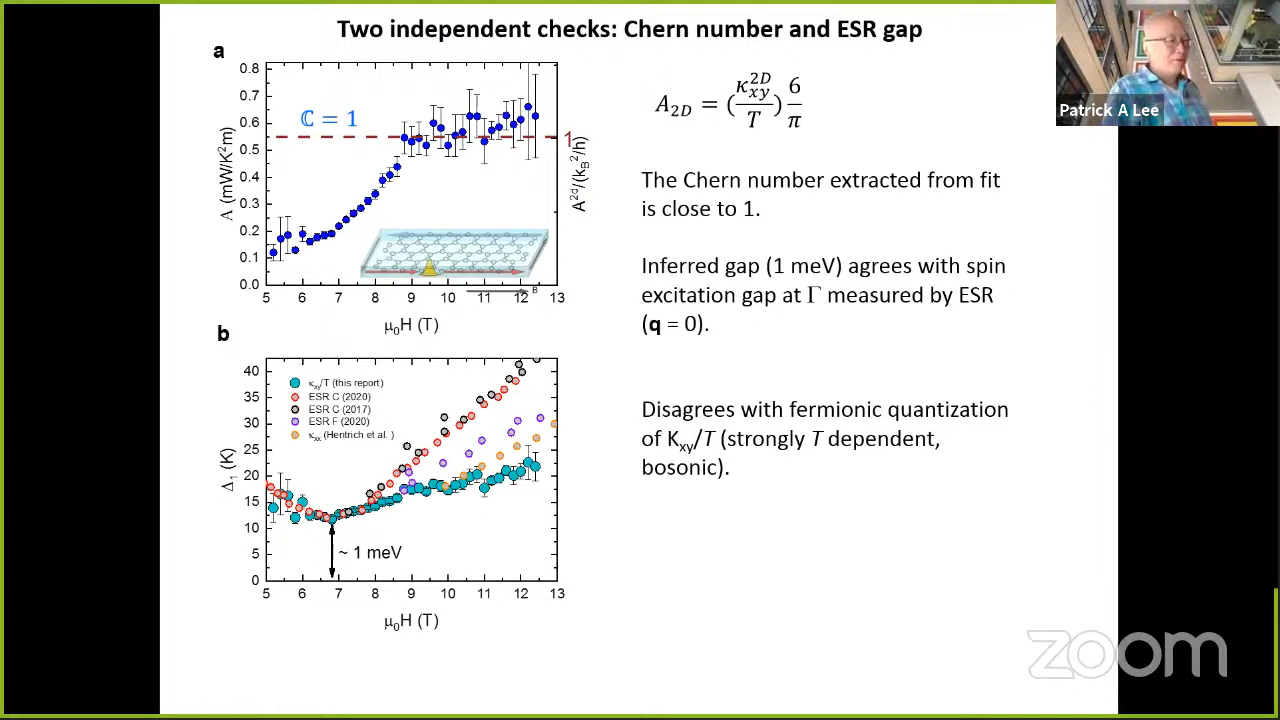 Two independent checks: Chern number and ESR gap
Patrick A Lee
a
0.8
0.7
0.6
0.5
0.4
0.3
0.2
0.1
0.0
A (mW/K²m)
ℂ = 1
1
A²ᵈ/(k_B²/h)
B
5 6 7 8 9 10 11 12 13
μ₀H (T)
A₂D = (κ²ᴰxy/T) 6/π
The Chern number extracted from fit
is close to 1.
Inferred gap (1 meV) agrees with spin
excitation gap at Γ measured by ESR
(q = 0).
Disagrees with fermionic quantization
of Kxy/T (strongly T dependent,
bosonic).
b
40
35
30
25
20
15
10
5
0
Δ₁ (K)
κxy/T (this report)
ESR C (2020)
ESR C (2017)
ESR F (2020)
κxx (Hentrich et al. )
~ 1 meV
5 6 7 8 9 10 11 12 13
μ₀H (T)
zoom